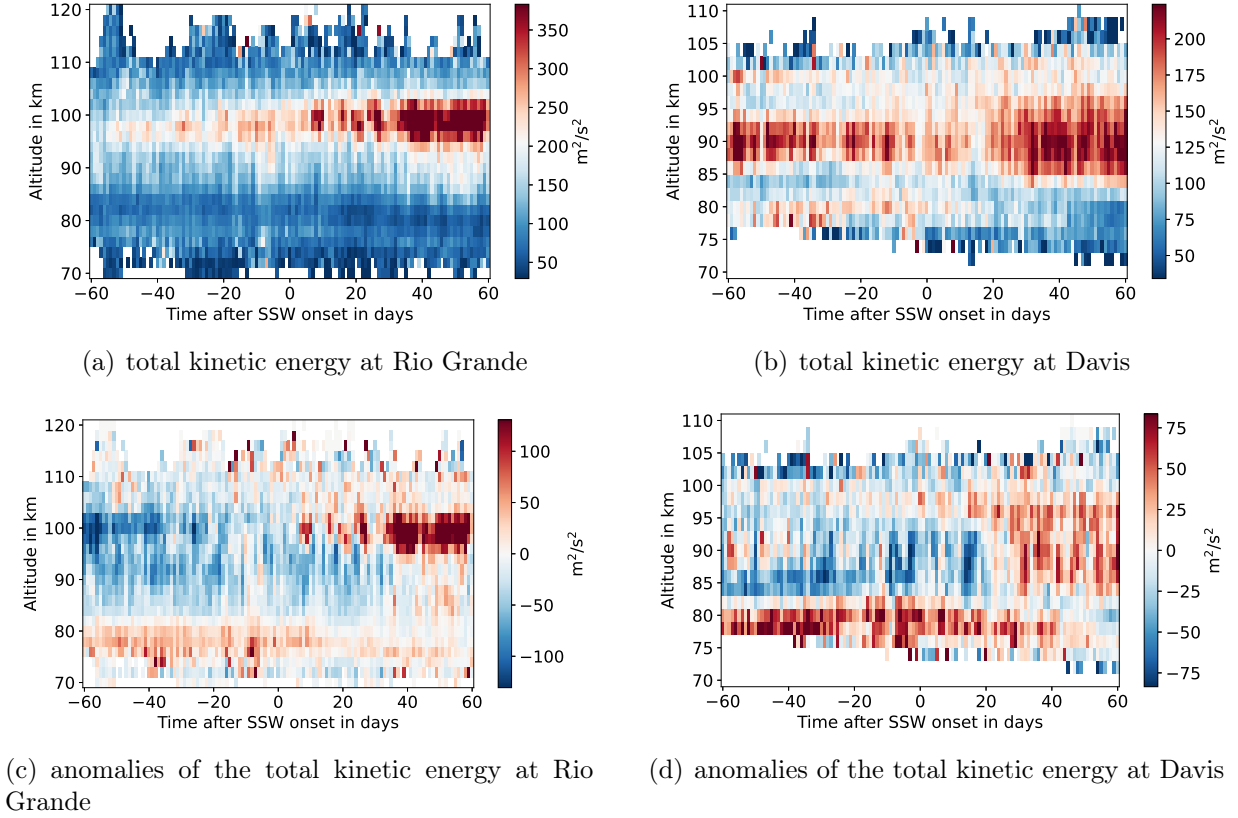 120
110
100
90
80
70
Altitude in km
−60 −40 −20 0 20 40 60
Time after SSW onset in days
350
300
250
200
150
100
50
m²/s²
(a) total kinetic energy at Rio Grande
110
105
100
95
90
85
80
75
70
Altitude in km
−60 −40 −20 0 20 40 60
Time after SSW onset in days
200
175
150
125
100
75
50
m²/s²
(b) total kinetic energy at Davis
120
110
100
90
80
70
Altitude in km
−60 −40 −20 0 20 40 60
Time after SSW onset in days
100
50
0
−50
−100
m²/s²
(c) anomalies of the total kinetic energy at Rio
Grande
110
105
100
95
90
85
80
75
70
Altitude in km
−60 −40 −20 0 20 40 60
Time after SSW onset in days
75
50
25
0
−25
−50
−75
m²/s²
(d) anomalies of the total kinetic energy at Davis